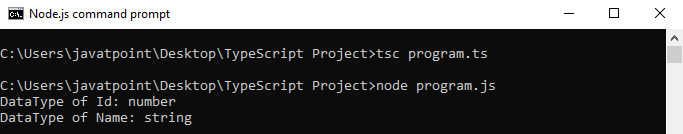 Node.js command prompt
C:\Users\javatpoint\Desktop\TypeScript Project>tsc program.ts
C:\Users\javatpoint\Desktop\TypeScript Project>node program.js
DataType of Id: number
DataType of Name: string